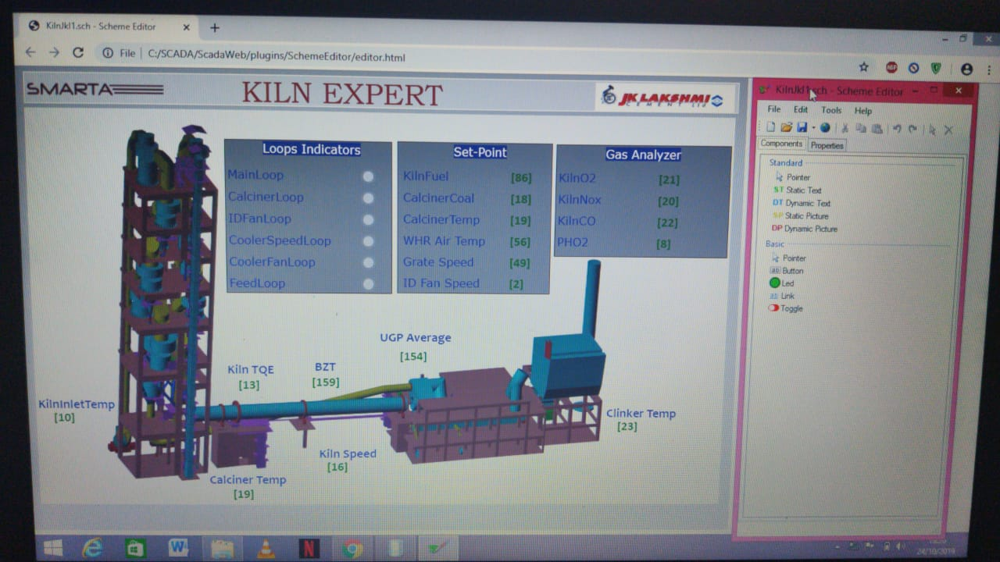 KilnJkl1.sch - Scheme Editor
File | C:/SCADA/ScadaWeb/plugins/SchemeEditor/editor.html
ABP
SMARTA
KILN EXPERT
JK LAKSHMI
CEMENT LTD
Loops Indicators
MainLoop
CalcinerLoop
IDFanLoop
CoolerSpeedLoop
CoolerFanLoop
FeedLoop
Set-Point
KilnFuel [86]
CalcinerCoal [18]
CalcinerTemp [19]
WHR Air Temp [56]
Grate Speed [49]
ID Fan Speed [2]
Gas Analyzer
KilnO2 [21]
KilnNox [20]
KilnCO [22]
PHO2 [8]
UGP Average
[154]
Kiln TQE
[13]
BZT
[159]
KilnInletTemp
[10]
Clinker Temp
[23]
Kiln Speed
[16]
Calciner Temp
[19]
KilnJkl1.sch - Scheme Editor
File Edit Tools Help
Components Properties
Standard
Pointer
ST Static Text
DT Dynamic Text
SP Static Picture
DP Dynamic Picture
Basic
Pointer
ab Button
Led
ab Link
Toggle
W
N
24/10/2019